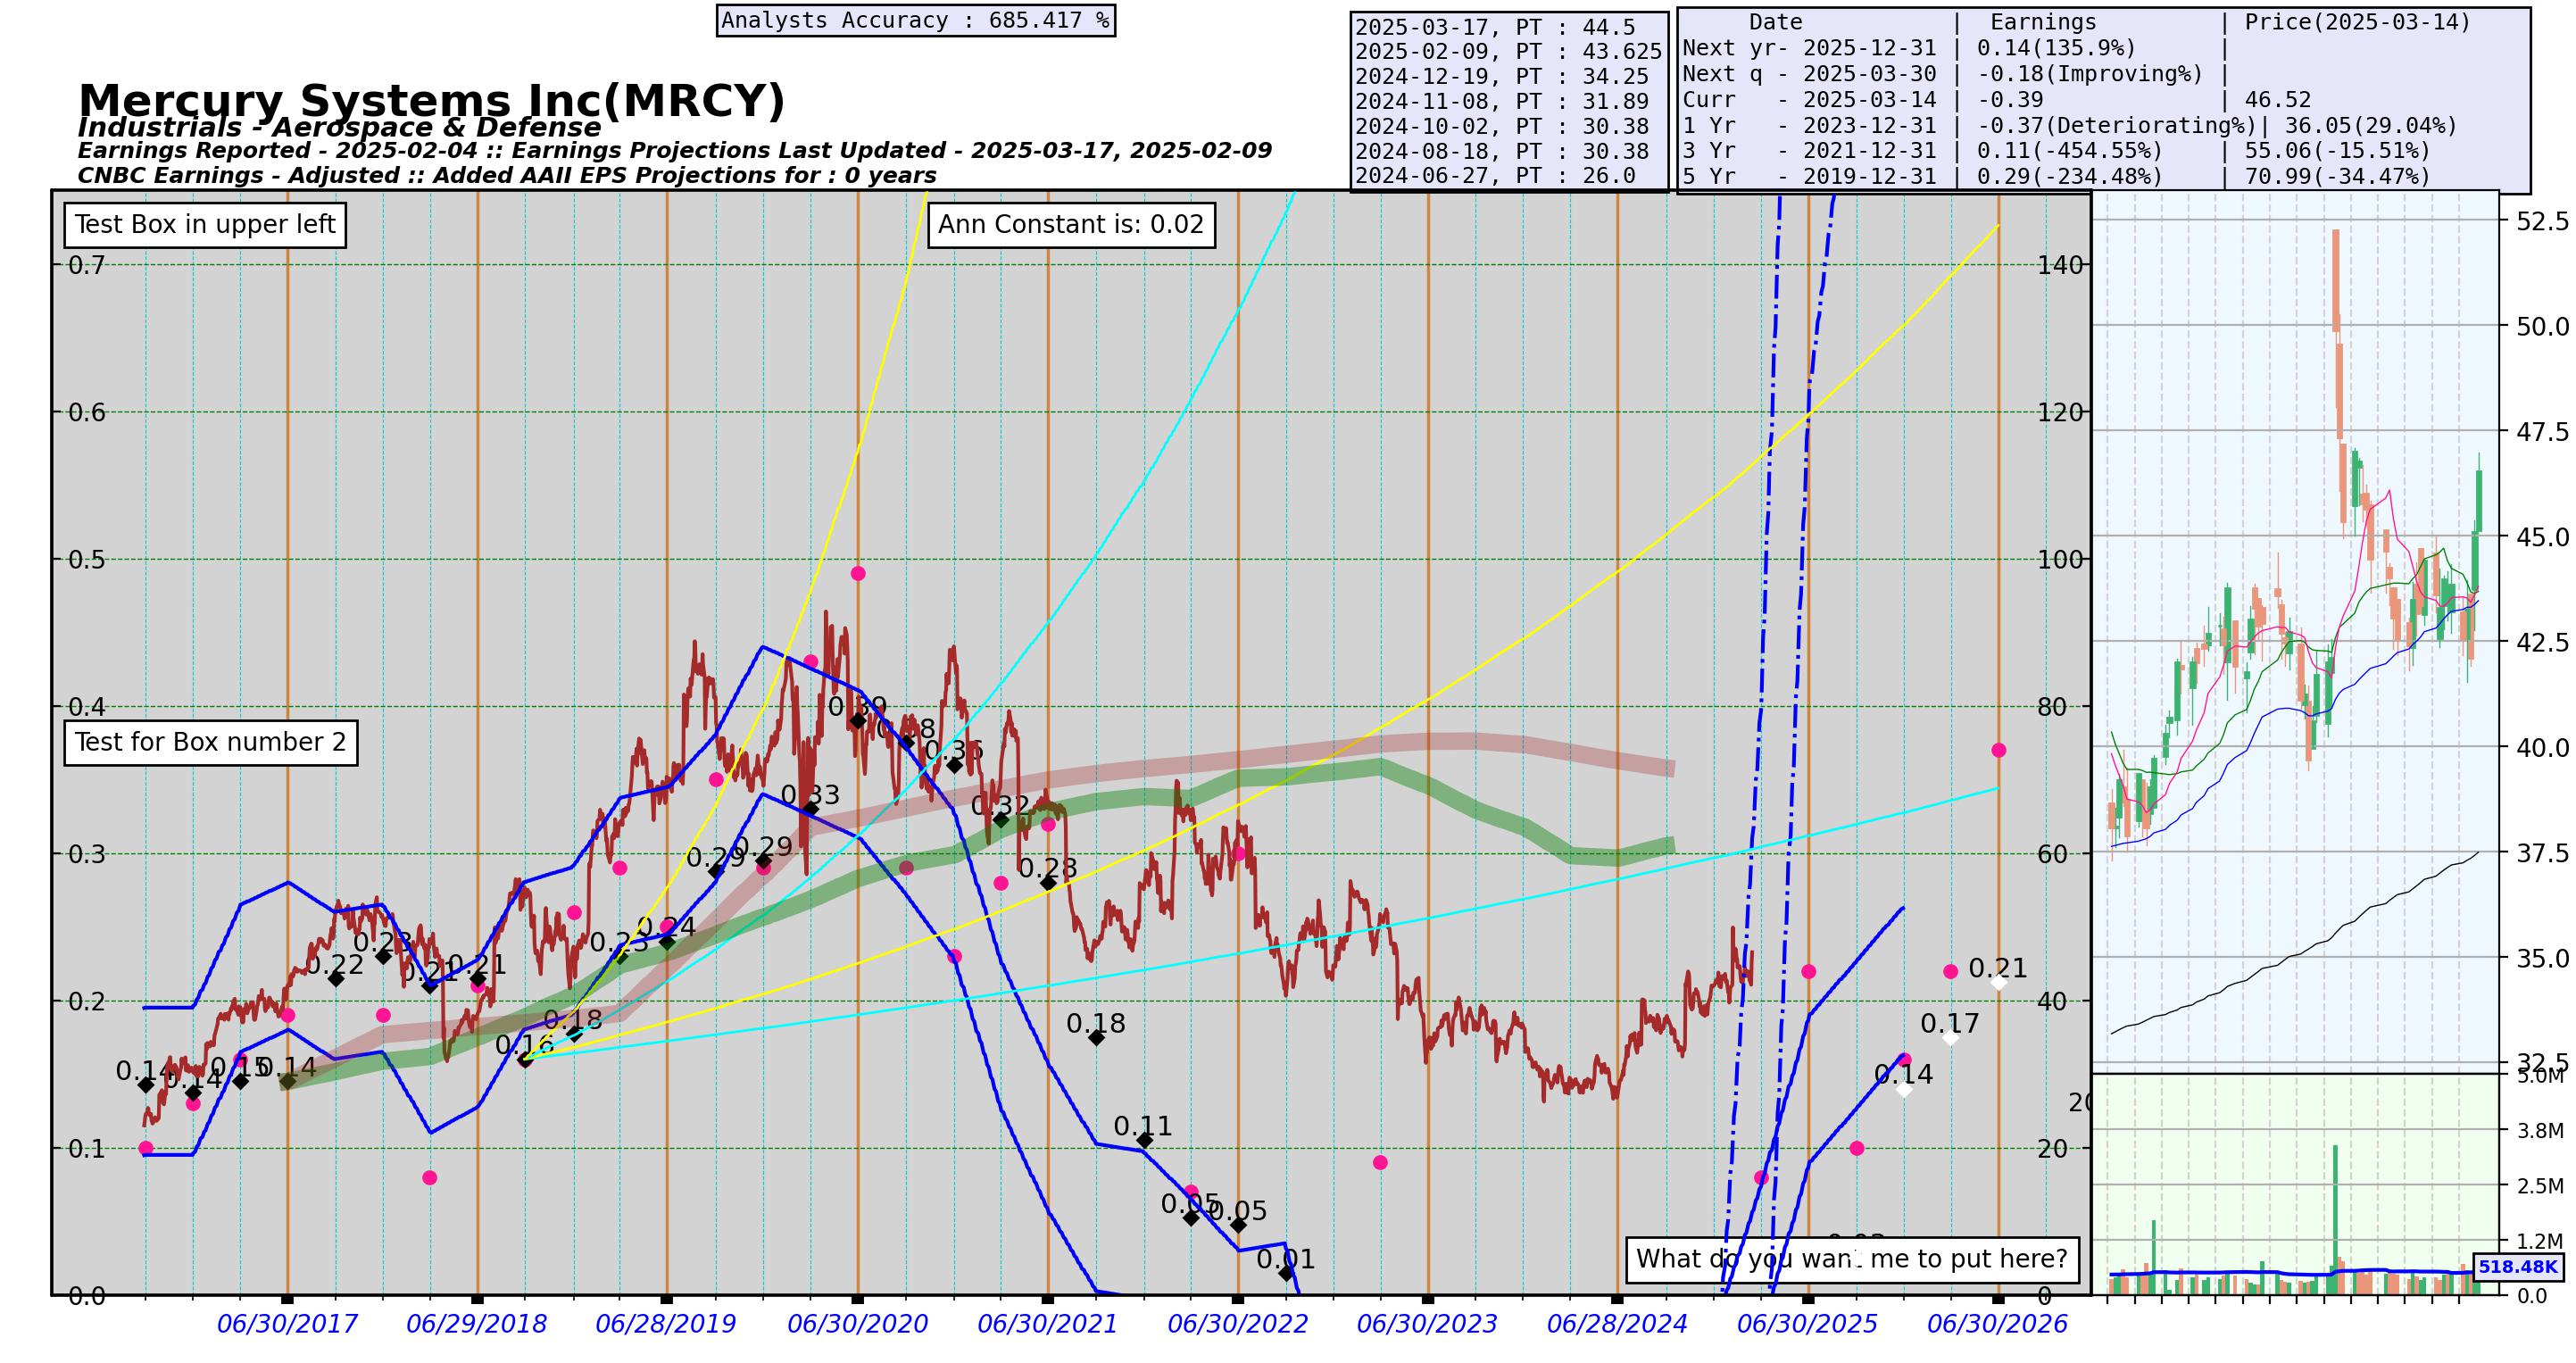 Analysts Accuracy : 685.417 %
2025-03-17, PT : 44.5
2025-02-09, PT : 43.625
2024-12-19, PT : 34.25
2024-11-08, PT : 31.89
2024-10-02, PT : 30.38
2024-08-18, PT : 30.38
2024-06-27, PT : 26.0
Date | Earnings | Price(2025-03-14)
Next yr- 2025-12-31 | 0.14(135.9%) |
Next q - 2025-03-30 | -0.18(Improving%) |
Curr - 2025-03-14 | -0.39 | 46.52
1 Yr - 2023-12-31 | -0.37(Deteriorating%)| 36.05(29.04%)
3 Yr - 2021-12-31 | 0.11(-454.55%) | 55.06(-15.51%)
5 Yr - 2019-12-31 | 0.29(-234.48%) | 70.99(-34.47%)
Mercury Systems Inc(MRCY)
Industrials - Aerospace & Defense
Earnings Reported - 2025-02-04 :: Earnings Projections Last Updated - 2025-03-17, 2025-02-09
CNBC Earnings - Adjusted :: Added AAII EPS Projections for : 0 years
Test Box in upper left
Ann Constant is: 0.02
Test for Box number 2
What do you want me to put here?
0.7
0.6
0.5
0.4
0.3
0.2
0.1
0.0
0.14
0.14
0.15
0.14
0.22
0.23
0.21
0.21
0.16
0.18
0.23
0.24
0.29
0.29
0.33
0.39
0.38
0.36
0.32
0.28
0.18
0.11
0.05
0.05
0.01
0.14
0.17
0.21
140
120
100
80
60
40
20
0
52.5
50.0
47.5
45.0
42.5
40.0
37.5
35.0
32.5
5.0M
3.8M
2.5M
1.2M
518.48K
0.0
06/30/2017
06/29/2018
06/28/2019
06/30/2020
06/30/2021
06/30/2022
06/30/2023
06/28/2024
06/30/2025
06/30/2026